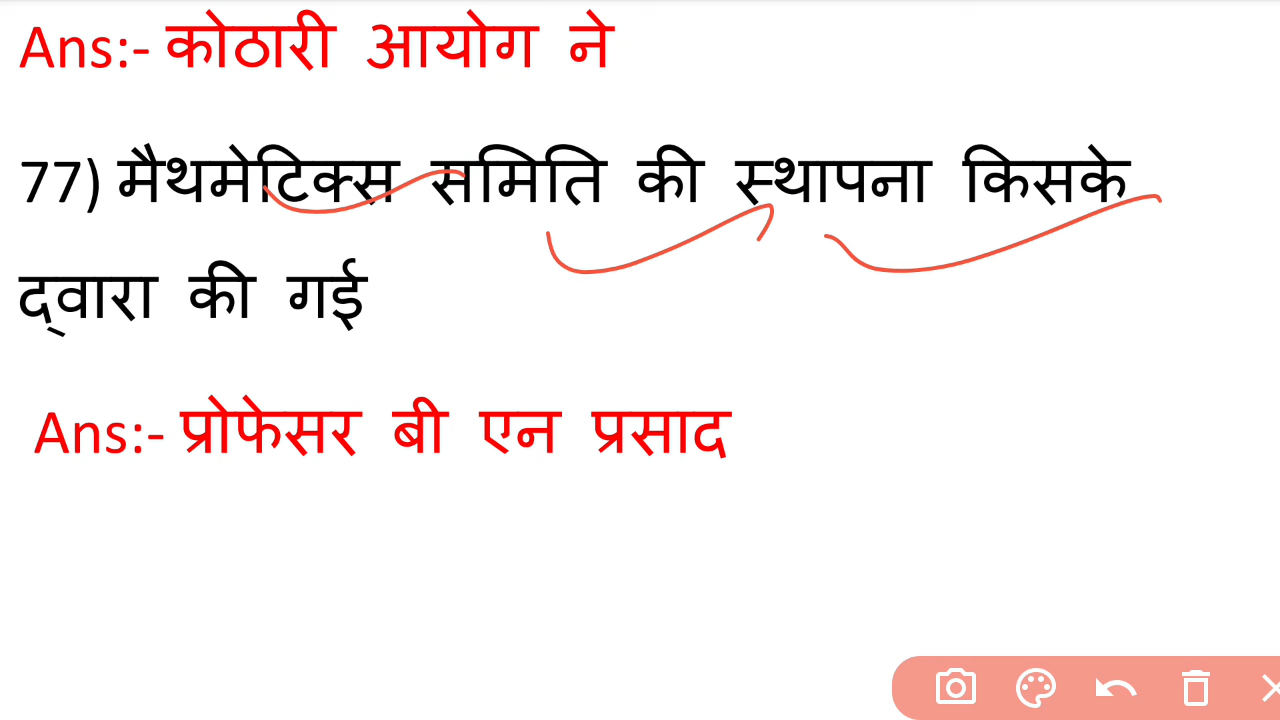 Ans:- कोठारी आयोग ने
77) मैथमेटिक्स समिति की स्थापना किसके
द्वारा की गई
Ans:- प्रोफेसर बी एन प्रसाद